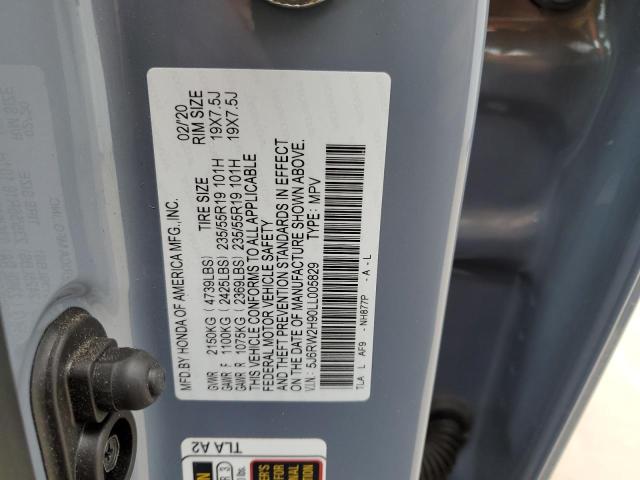 MFD.BY HONDA OF AMERICA MFG.,INC. 02/'20
TIRE SIZE RIM SIZE
GVWR 2150KG (4739LBS)
GAWR F 1100KG (2425LBS) 235/55R19 101H 19X7.5J
GAWR R 1075KG (2369LBS) 235/55R19 101H 19X7.5J
THIS VEHICLE CONFORMS TO ALL APPLICABLE
FEDERAL MOTOR VEHICLE SAFETY
AND THEFT PREVENTION STANDARDS IN EFFECT
ON THE DATE OF MANUFACTURE SHOWN ABOVE.
V.I.N.: 5J6RW2H90LL005829 TYPE: MPV
TLA L AF9 - NH877P - A - L
TLA A2